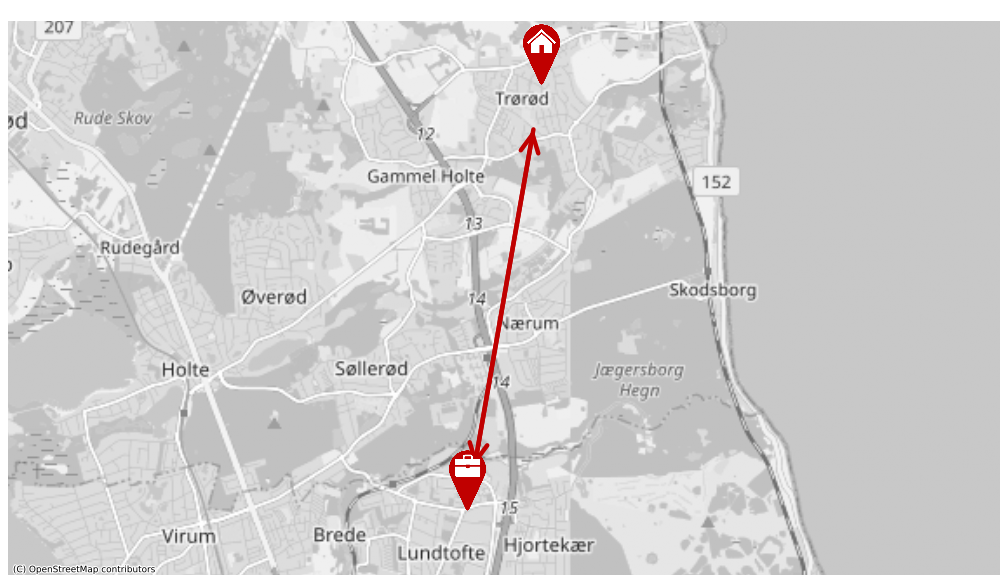 207
Rude Skov
ød
Trørød
12
Gammel Holte
152
13
Rudegård
Øverød
14
Skodsborg
Nærum
Holte
Søllerød
14
Jægersborg
Hegn
15
Virum
Brede
Lundtofte
Hjortekær
(C) OpenStreetMap contributors